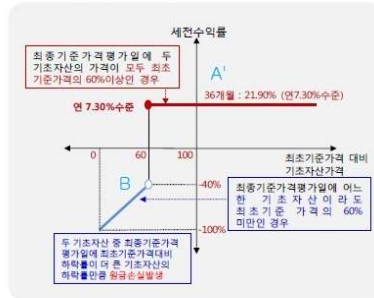 세전수익률
최종기준가격평가일에 두
기초자산의 가격이 모두 최초
기준가격의 60%이상인 경우
A'
36개월 : 21.90% (연7.30%수준)
연 7.30%수준
0
60
100
최초기준가격 대비
기초자산가격
B
-40%
최종기준가격평가일에 어느
한 기초자산이라도
최초기준 가격의 60%
미만인 경우
-100%
두 기초자산 중 최종기준가격
평가일에 최초기준가격대비
하락률이 더 큰 기초자산의
하락률만큼 원금손실발생